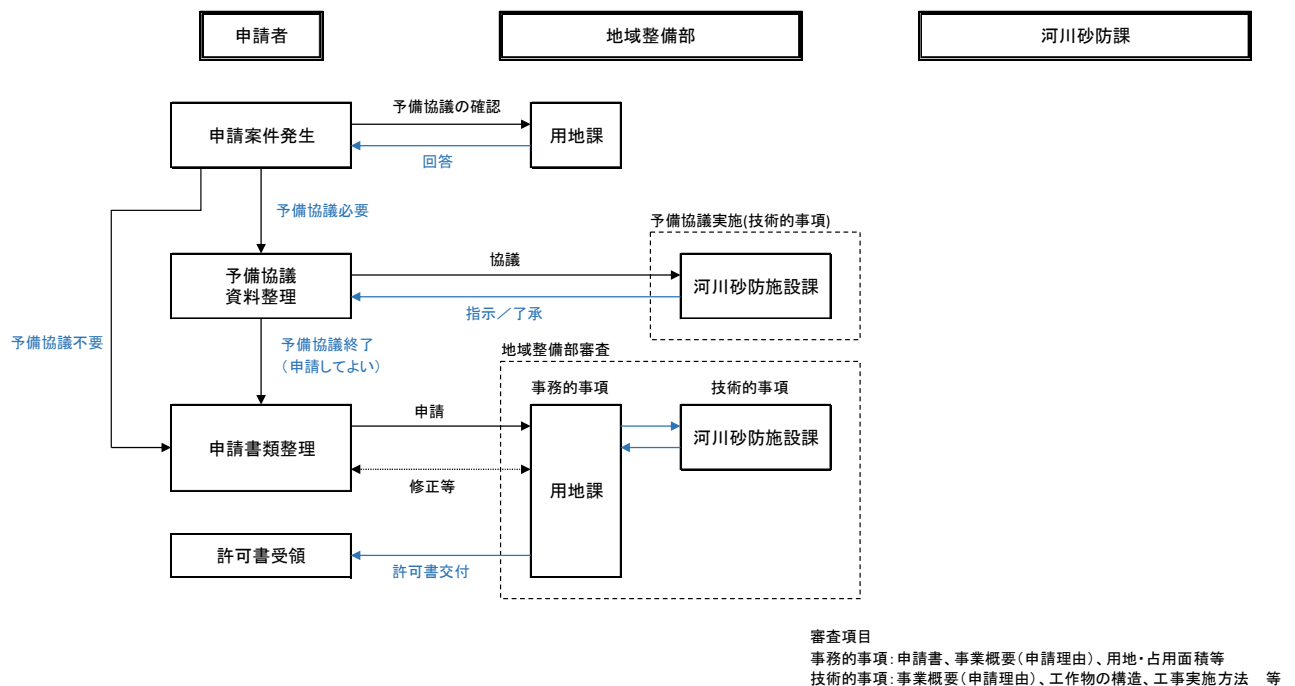 申請者
地域整備部
河川砂防課
予備協議の確認
申請案件発生
用地課
回答
予備協議必要
予備協議実施(技術的事項)
予備協議
資料整理
協議
河川砂防施設課
指示／了承
予備協議不要
予備協議終了
（申請してよい）
地域整備部審査
事務的事項
技術的事項
申請書類整理
申請
河川砂防施設課
修正等
用地課
許可書受領
許可書交付
審査項目
事務的事項：申請書、事業概要（申請理由）、用地・占用面積等
技術的事項：事業概要（申請理由）、工作物の構造、工事実施方法　等